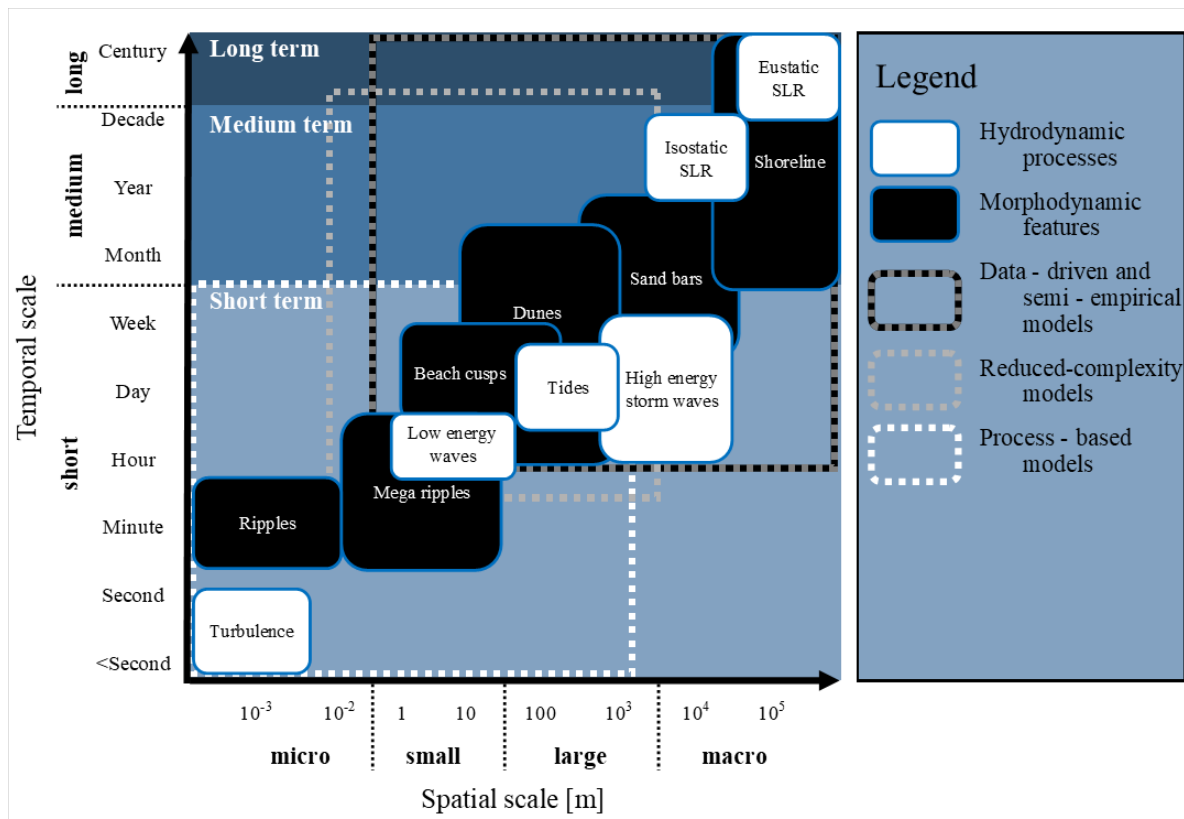 Temporal scale
long
medium
short
Century
Decade
Year
Month
Week
Day
Hour
Minute
Second
<Second
Long term
Medium term
Short term
Eustatic
SLR
Isostatic
SLR
Shoreline
Sand bars
Dunes
Beach cusps
Tides
High energy
storm waves
Low energy
waves
Mega ripples
Ripples
Turbulence
10⁻³ 10⁻² 1 10 100 10³ 10⁴ 10⁵
micro small large macro
Spatial scale [m]
Legend
Hydrodynamic
processes
Morphodynamic
features
Data - driven and
semi - empirical
models
Reduced-complexity
models
Process - based
models